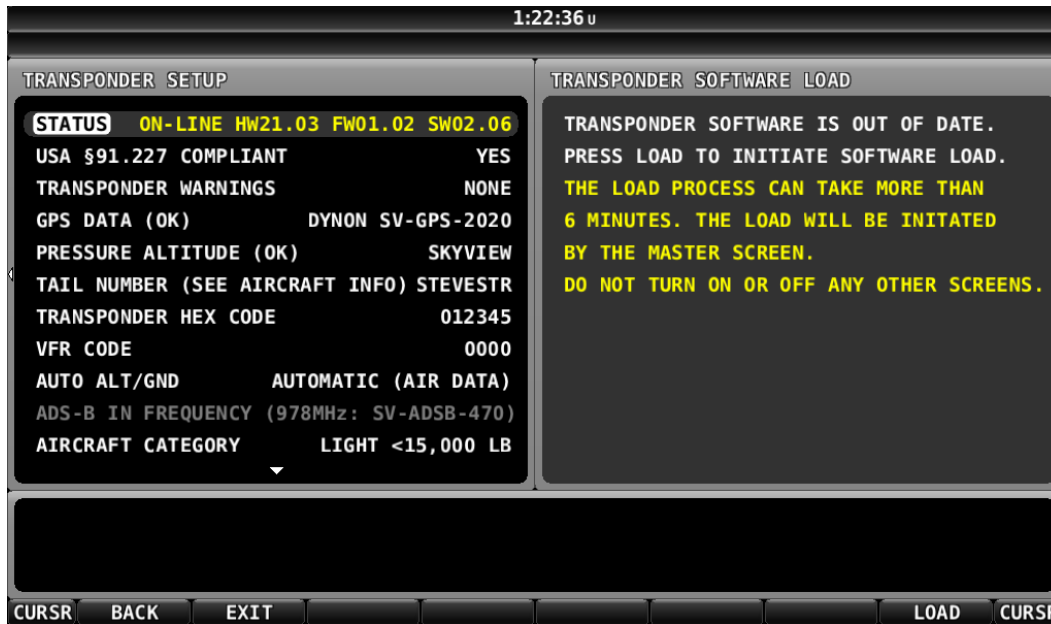 1:22:36 U
TRANSPONDER SETUP
STATUS ON-LINE HW21.03 FW01.02 SW02.06
USA §91.227 COMPLIANT YES
TRANSPONDER WARNINGS NONE
GPS DATA (OK) DYNON SV-GPS-2020
PRESSURE ALTITUDE (OK) SKYVIEW
TAIL NUMBER (SEE AIRCRAFT INFO) STEVESTR
TRANSPONDER HEX CODE 012345
VFR CODE 0000
AUTO ALT/GND AUTOMATIC (AIR DATA)
ADS-B IN FREQUENCY (978MHz: SV-ADSB-470)
AIRCRAFT CATEGORY LIGHT <15,000 LB
TRANSPONDER SOFTWARE LOAD
TRANSPONDER SOFTWARE IS OUT OF DATE.
PRESS LOAD TO INITIATE SOFTWARE LOAD.
THE LOAD PROCESS CAN TAKE MORE THAN
6 MINUTES. THE LOAD WILL BE INITATED
BY THE MASTER SCREEN.
DO NOT TURN ON OR OFF ANY OTHER SCREENS.
CURSR BACK EXIT LOAD CURS